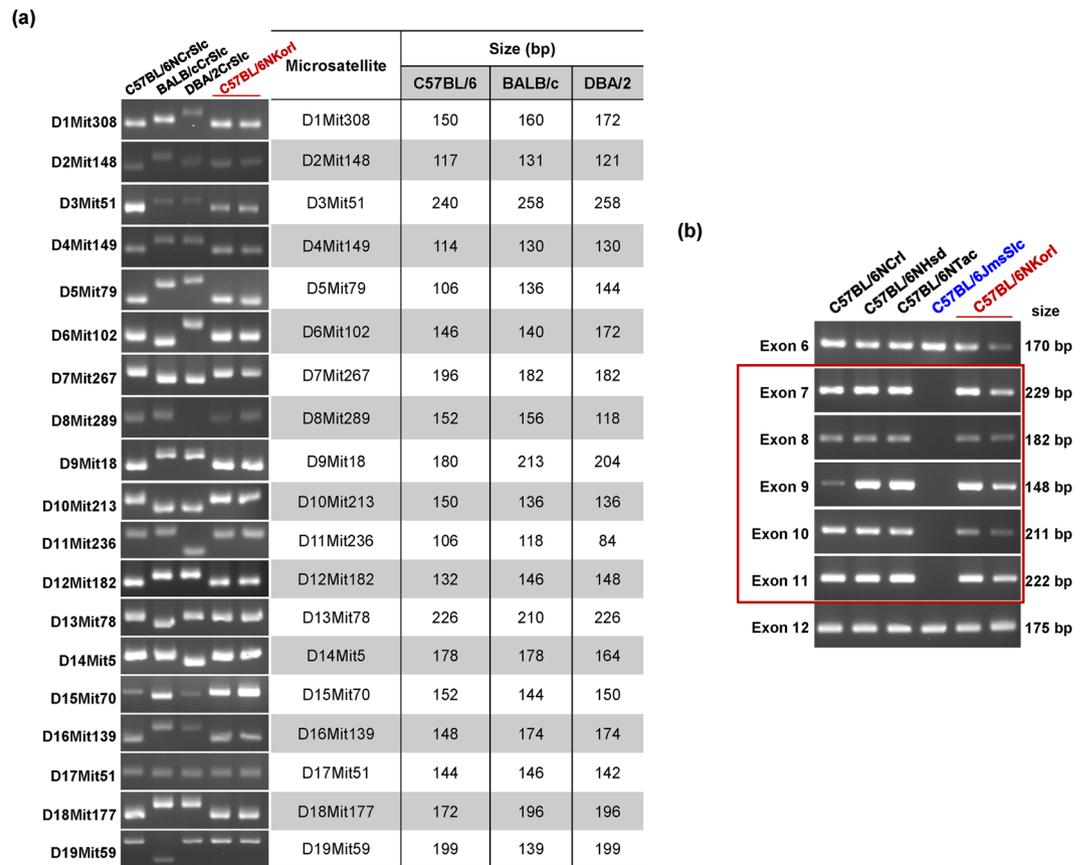 (a)
C57BL/6NCrSlc
BALB/cCrSlc
DBA/2CrSlc
C57BL/6NKorl
Microsatellite
Size (bp)
C57BL/6 BALB/c DBA/2
D1Mit308 D1Mit308 150 160 172
D2Mit148 D2Mit148 117 131 121
D3Mit51 D3Mit51 240 258 258
D4Mit149 D4Mit149 114 130 130
D5Mit79 D5Mit79 106 136 144
D6Mit102 D6Mit102 146 140 172
D7Mit267 D7Mit267 196 182 182
D8Mit289 D8Mit289 152 156 118
D9Mit18 D9Mit18 180 213 204
D10Mit213 D10Mit213 150 136 136
D11Mit236 D11Mit236 106 118 84
D12Mit182 D12Mit182 132 146 148
D13Mit78 D13Mit78 226 210 226
D14Mit5 D14Mit5 178 178 164
D15Mit70 D15Mit70 152 144 150
D16Mit139 D16Mit139 148 174 174
D17Mit51 D17Mit51 144 146 142
D18Mit177 D18Mit177 172 196 196
D19Mit59 D19Mit59 199 139 199
(b)
C57BL/6NCrl
C57BL/6NHsd
C57BL/6NTac
C57BL/6JmsSlc
C57BL/6NKorl
size
Exon 6 170 bp
Exon 7 229 bp
Exon 8 182 bp
Exon 9 148 bp
Exon 10 211 bp
Exon 11 222 bp
Exon 12 175 bp